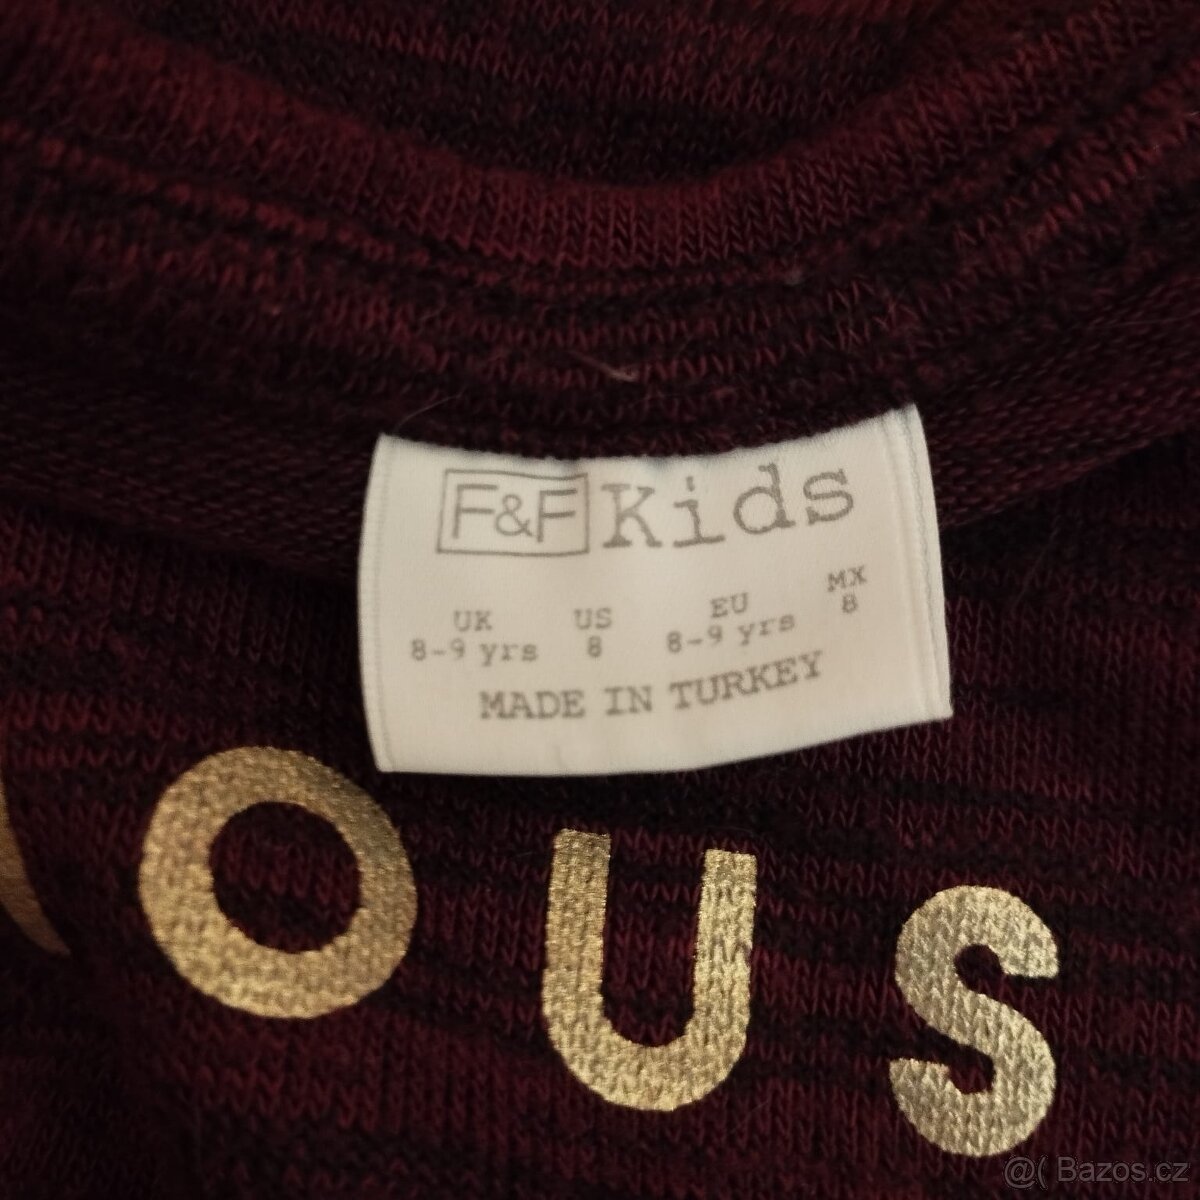 F&F Kids
UK US EU MX
8-9 yrs 8 8-9 yrs 8
MADE IN TURKEY
OUS
@( Bazos.cz